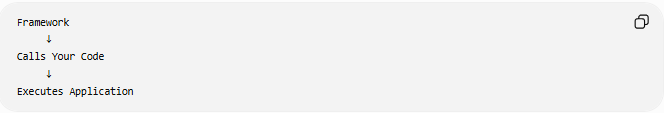 Framework
↓
Calls Your Code
↓
Executes Application